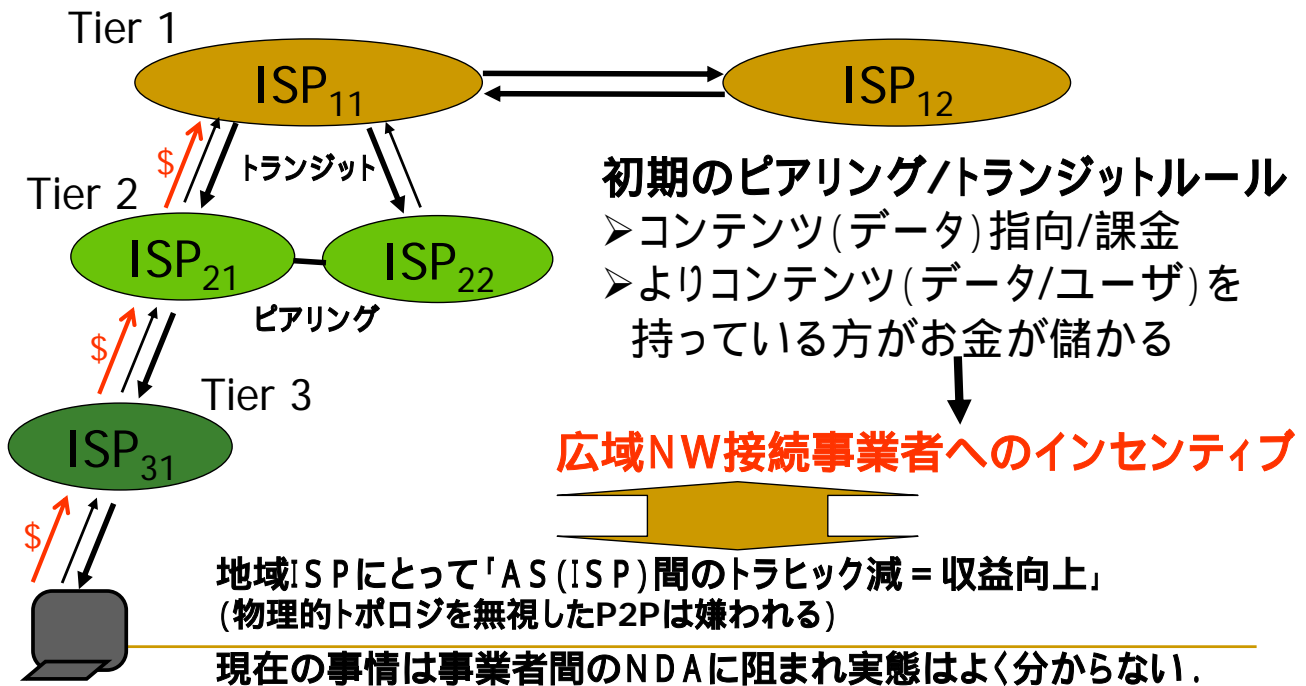 Tier 1
ISP11
ISP12
$
トランジット
初期のピアリング/トランジットルール
Tier 2
➢コンテンツ(データ)指向/課金
ISP21
ISP22
➢よりコンテンツ(データ/ユーザ)を
持っている方がお金が儲かる
ピアリング
$
Tier 3
ISP31
広域NW接続事業者へのインセンティブ
$
地域ISPにとって「AS(ISP)間のトラヒック減=収益向上」
(物理的トポロジを無視したP2Pは嫌われる)
現在の事情は事業者間のNDAに阻まれ実態はよく分からない.